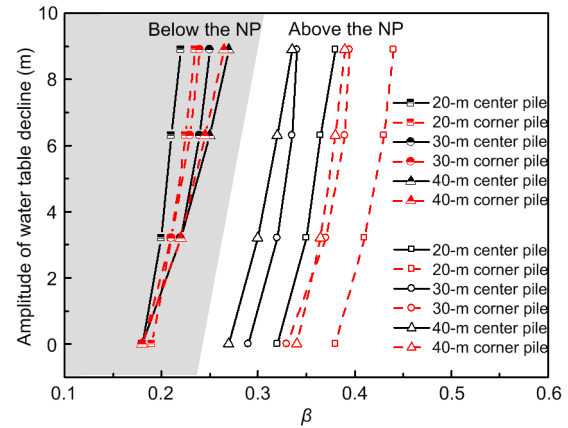 Below the NP Above the NP
Amplitude of water table decline (m)
10
8
6
4
2
0
20-m center pile
20-m corner pile
30-m center pile
30-m corner pile
40-m center pile
40-m corner pile
20-m center pile
20-m corner pile
30-m center pile
30-m corner pile
40-m center pile
40-m corner pile
0.1 0.2 0.3 0.4 0.5 0.6
β